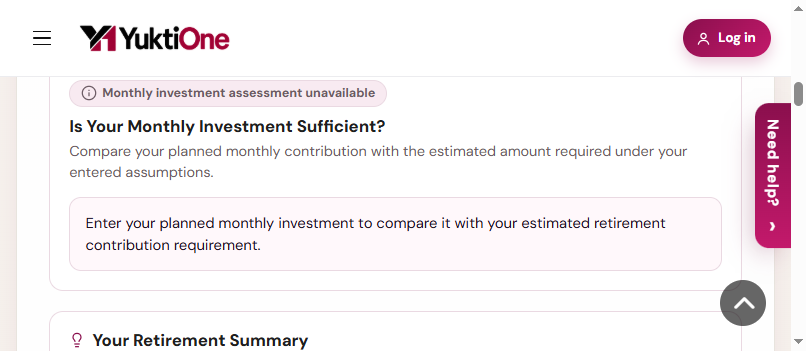 YuktiOne
Log in
Monthly investment assessment unavailable
Is Your Monthly Investment Sufficient?
Compare your planned monthly contribution with the estimated amount required under your
entered assumptions.
Enter your planned monthly investment to compare it with your estimated retirement
contribution requirement.
Need help?
Your Retirement Summary